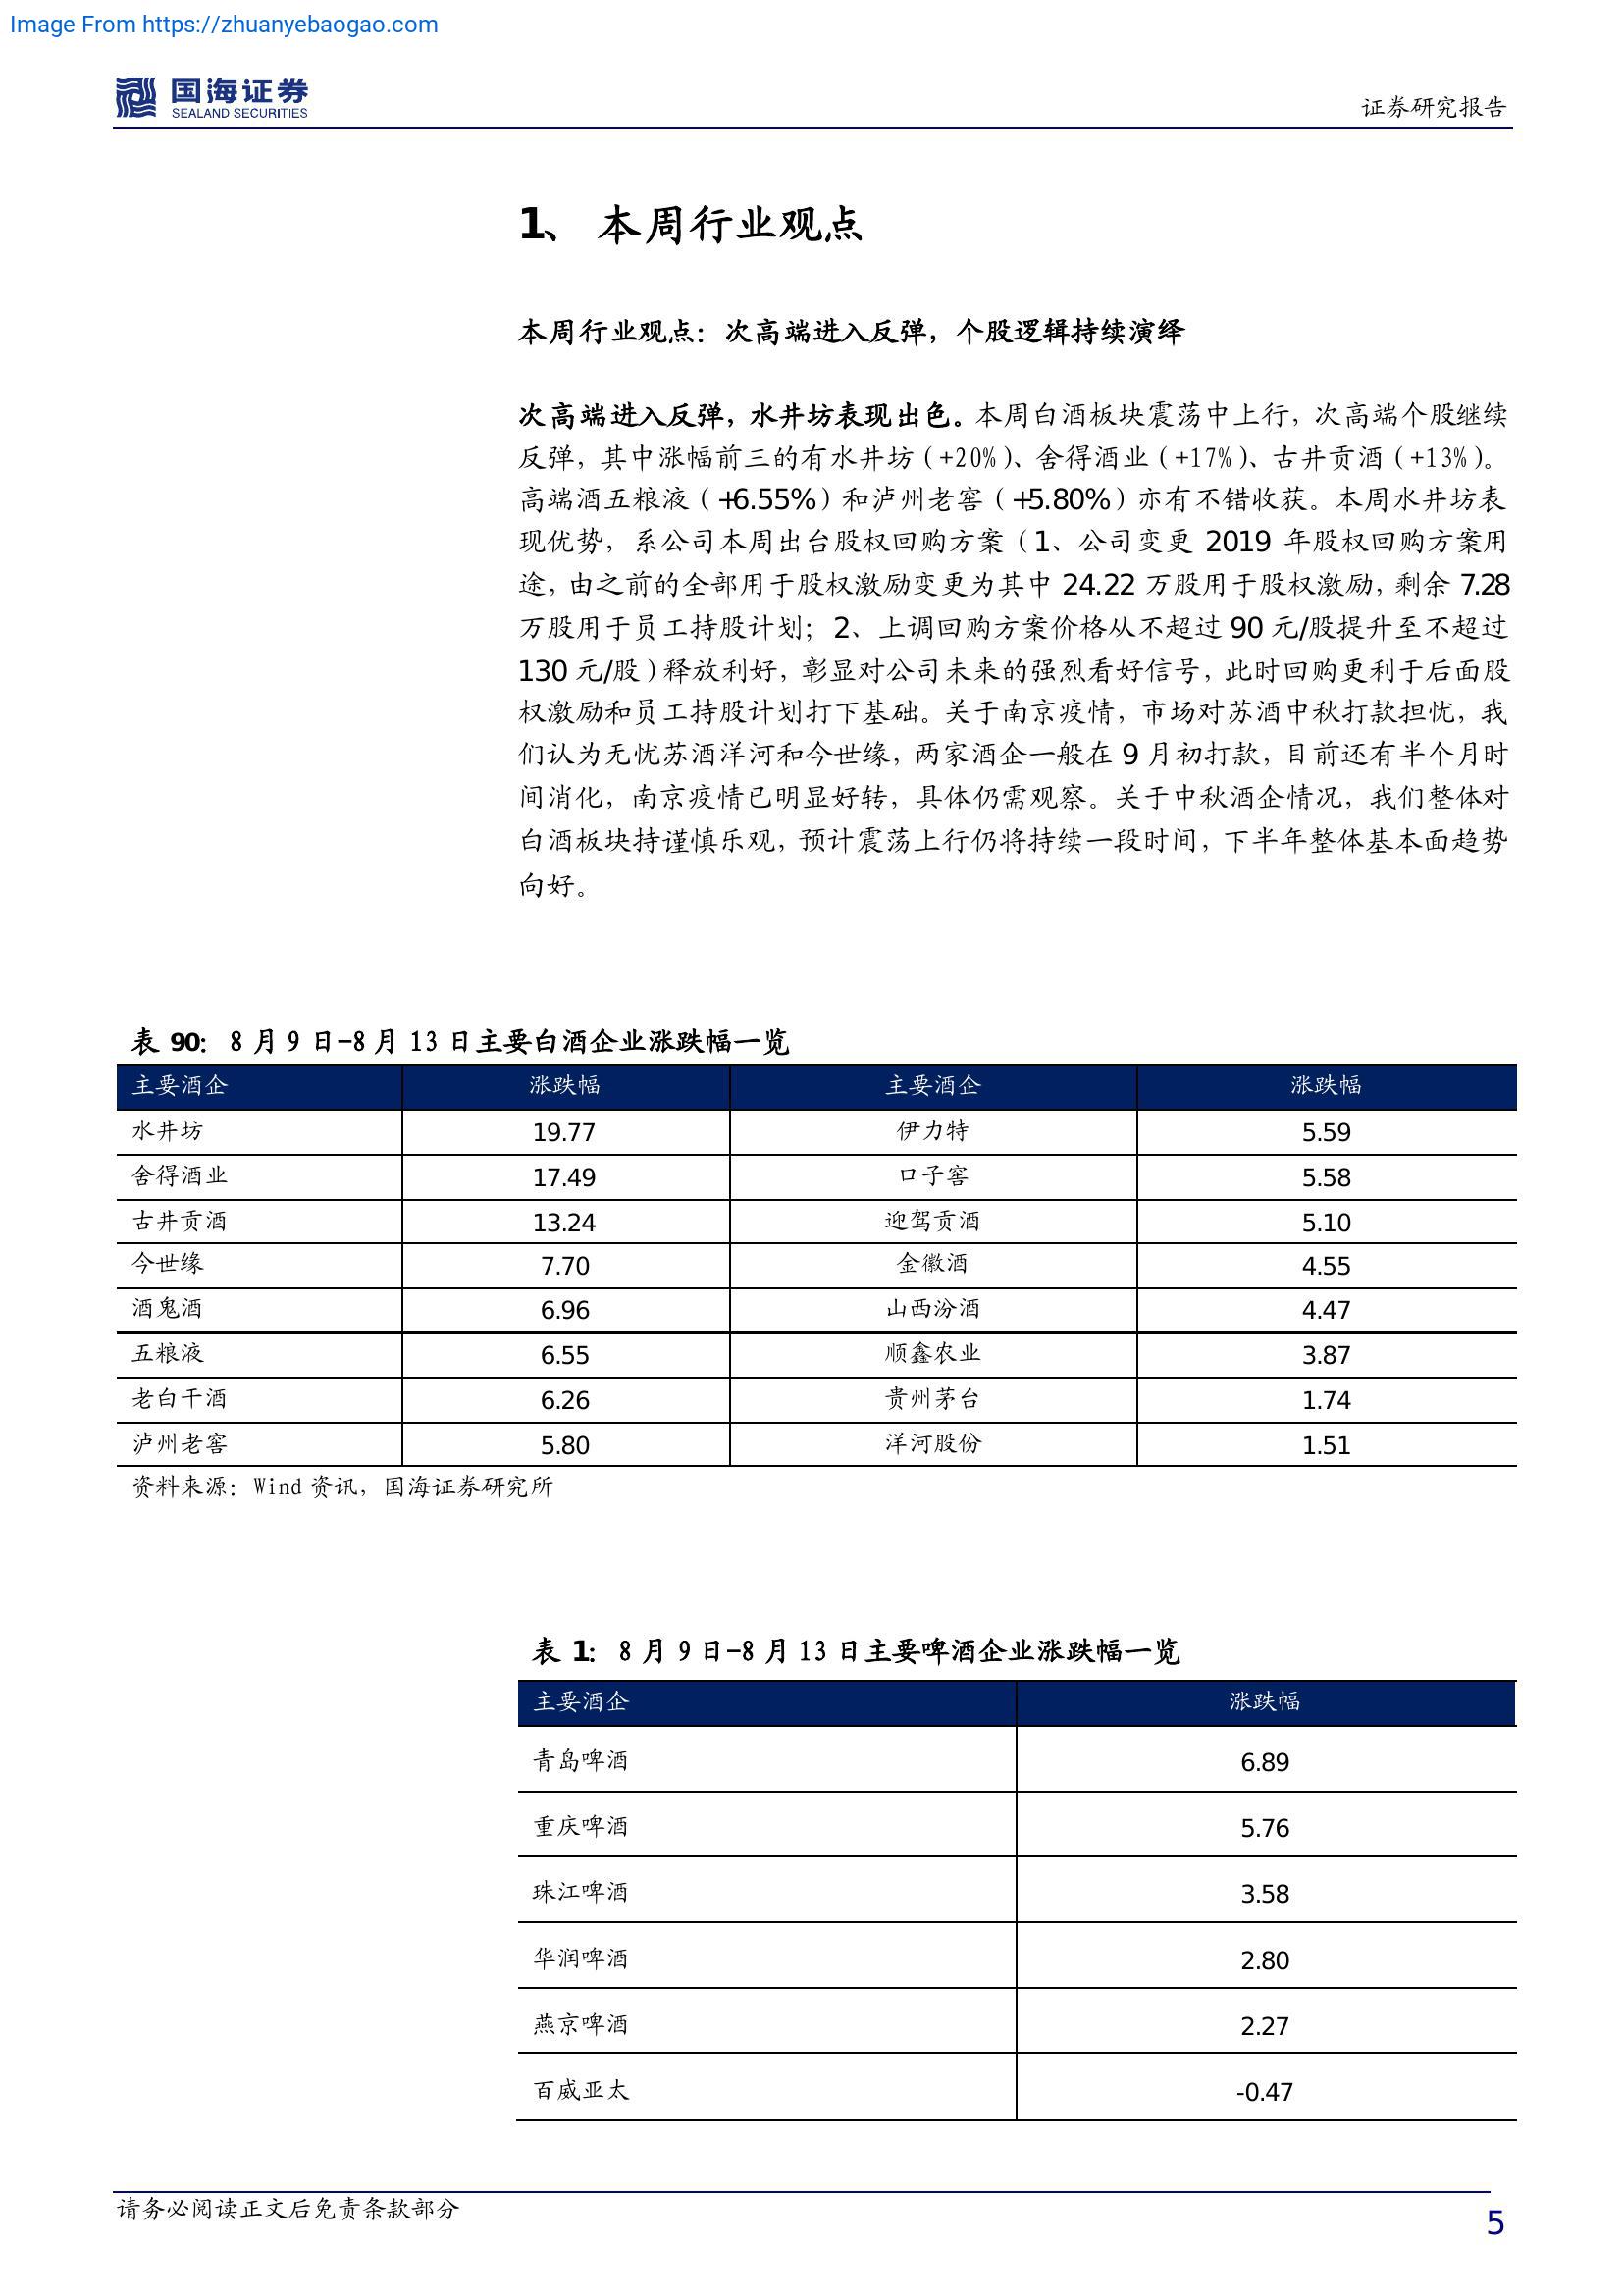 Image From https://zhuanyebaogao.com
国海证券
SEALAND SECURITIES
证券研究报告
1、 本周行业观点
本周行业观点：次高端进入反弹，个股逻辑持续演绎
次高端进入反弹，水井坊表现出色。本周白酒板块震荡中上行，次高端个股继续
反弹，其中涨幅前三的有水井坊（+20%）、舍得酒业（+17%）、古井贡酒（+13%）。
高端酒五粮液（+6.55%）和泸州老窖（+5.80%）亦有不错收获。本周水井坊表
现优势，系公司本周出台股权回购方案（1、公司变更 2019 年股权回购方案用
途，由之前的全部用于股权激励变更为其中 24.22 万股用于股权激励，剩余 7.28
万股用于员工持股计划；2、上调回购方案价格从不超过 90 元/股提升至不超过
130 元/股）释放利好，彰显对公司未来的强烈看好信号，此时回购更利于后面股
权激励和员工持股计划打下基础。关于南京疫情，市场对苏酒中秋打款担忧，我
们认为无忧苏酒洋河和今世缘，两家酒企一般在 9 月初打款，目前还有半个月时
间消化，南京疫情已明显好转，具体仍需观察。关于中秋酒企情况，我们整体对
白酒板块持谨慎乐观，预计震荡上行仍将持续一段时间，下半年整体基本面趋势
向好。
表 90: 8 月 9 日-8 月 13 日主要白酒企业涨跌幅一览
主要酒企 涨跌幅 主要酒企 涨跌幅
水井坊 19.77 伊力特 5.59
舍得酒业 17.49 口子窖 5.58
古井贡酒 13.24 迎驾贡酒 5.10
今世缘 7.70 金徽酒 4.55
酒鬼酒 6.96 山西汾酒 4.47
五粮液 6.55 顺鑫农业 3.87
老白干酒 6.26 贵州茅台 1.74
泸州老窖 5.80 洋河股份 1.51
资料来源：Wind 资讯，国海证券研究所
表 1: 8 月 9 日-8 月 13 日主要啤酒企业涨跌幅一览
主要酒企 涨跌幅
青岛啤酒 6.89
重庆啤酒 5.76
珠江啤酒 3.58
华润啤酒 2.80
燕京啤酒 2.27
百威亚太 -0.47
请务必阅读正文后免责条款部分
5